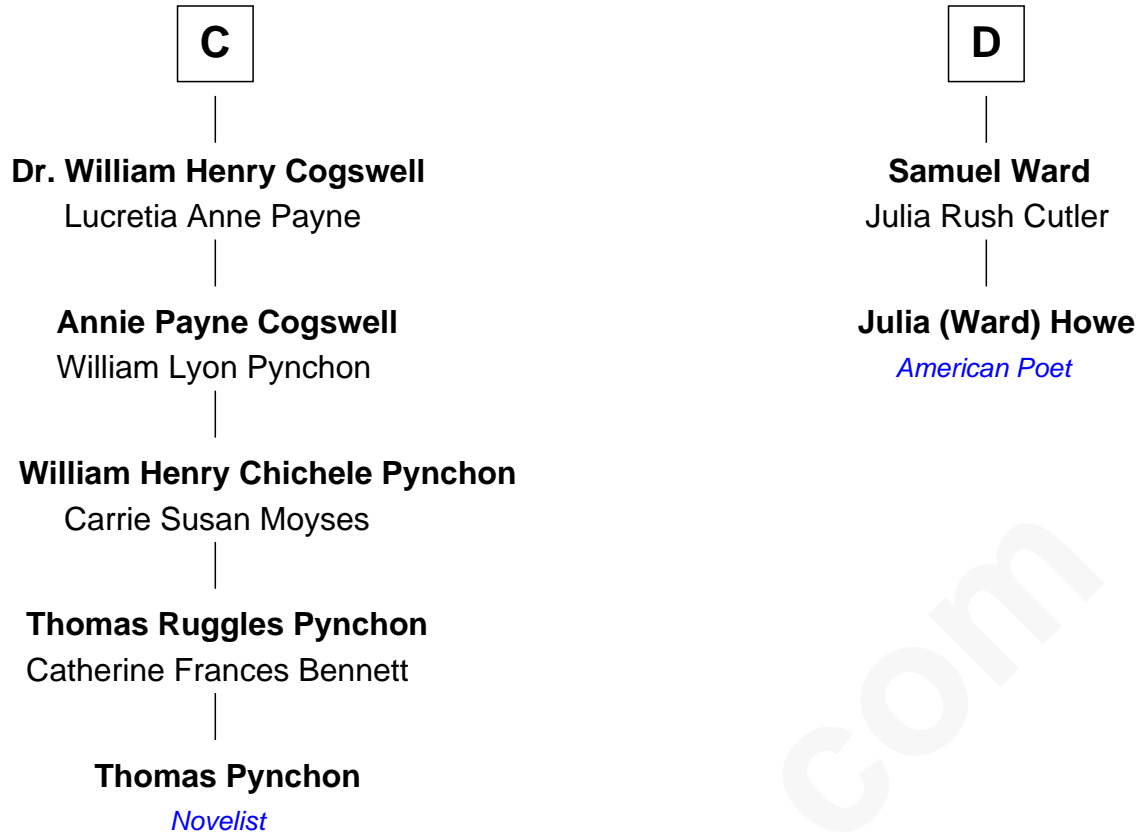 C
Dr. William Henry Cogswell
Lucretia Anne Payne
Annie Payne Cogswell
William Lyon Pynchon
William Henry Chichele Pynchon
Carrie Susan Moyses
Thomas Ruggles Pynchon
Catherine Frances Bennett
Thomas Pynchon
Novelist
D
Samuel Ward
Julia Rush Cutler
Julia (Ward) Howe
American Poet
com